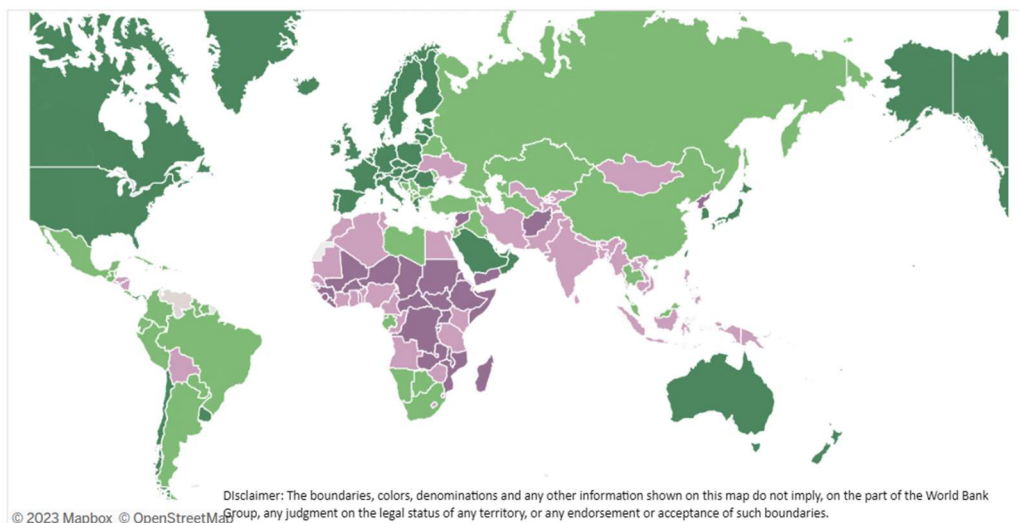 DIsclaimer: The boundaries, colors, denominations and any other information shown on this map do not imply, on the part of the World Bank
© 2023 Mapbox © OpenStreetMap Group, any judgment on the legal status of any territory, or any endorsement or acceptance of such boundaries.